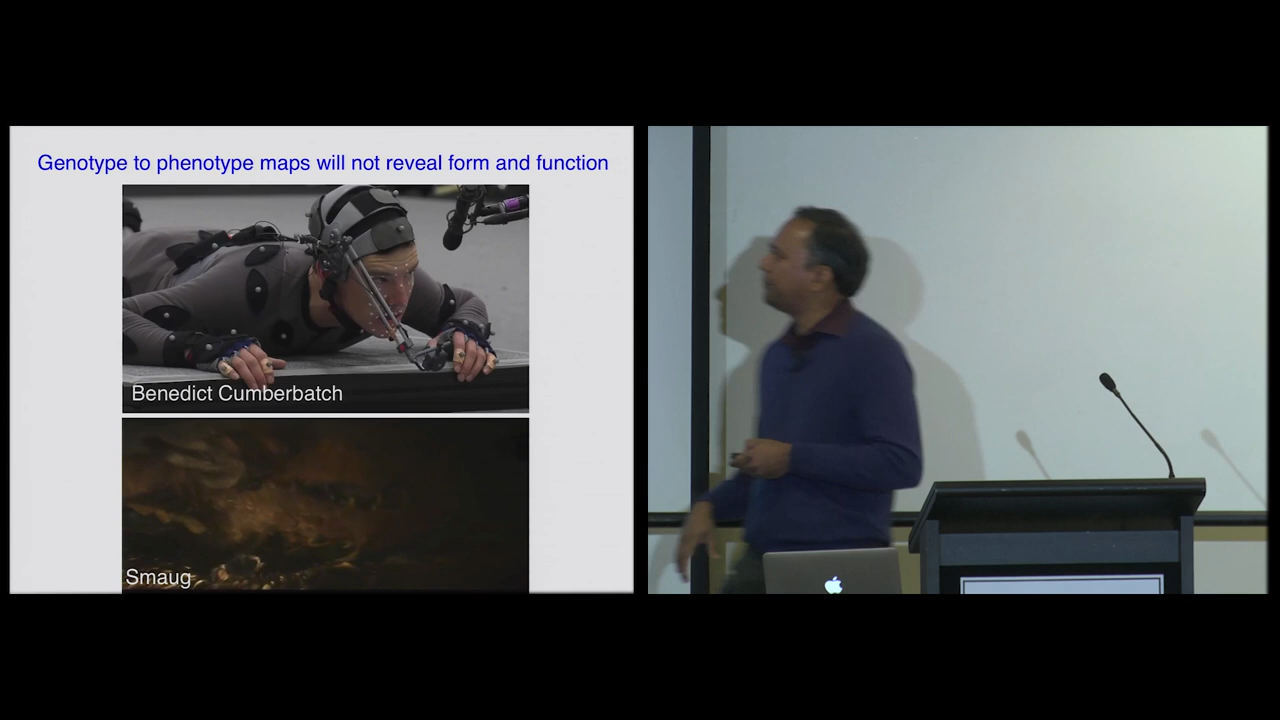 Genotype to phenotype maps will not reveal form and function
Benedict Cumberbatch
Smaug